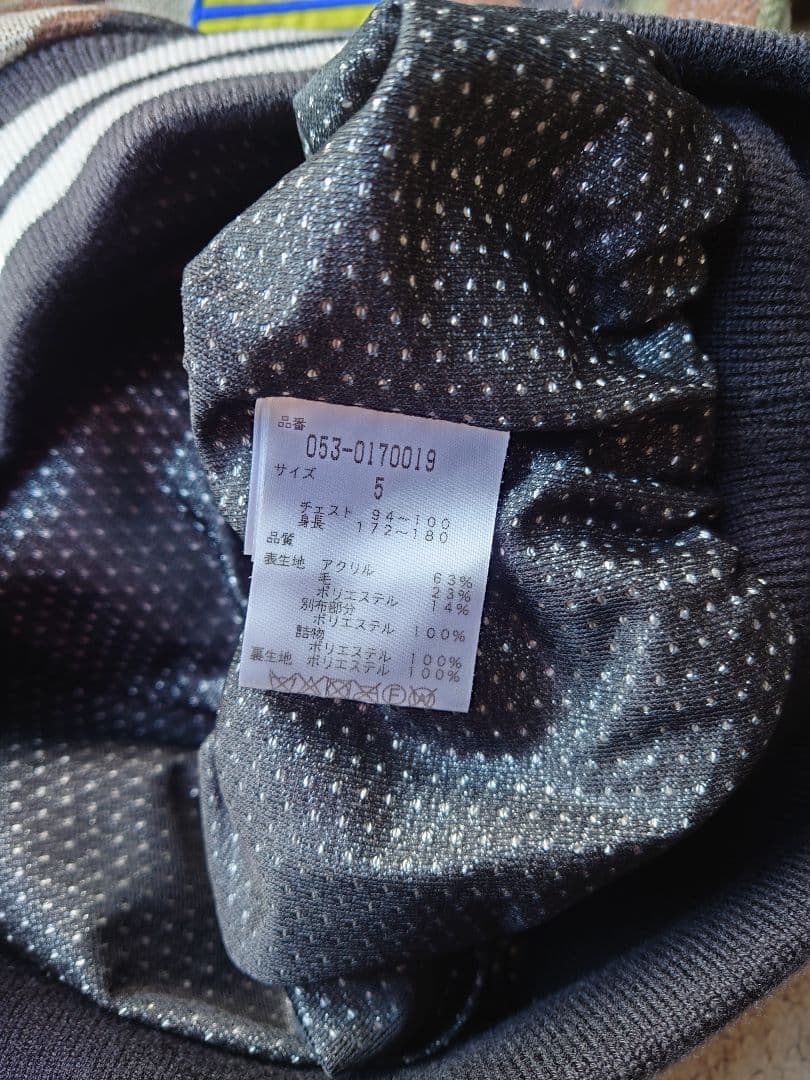 品番
053-0170019
サイズ
5
チェスト 94～100
身長 172～180
品質
表生地 アクリル 63%
毛 23%
ポリエステル 14%
別布部分
ポリエステル 100%
詰物
ポリエステル 100%
裏生地 ポリエステル 100%
F
W